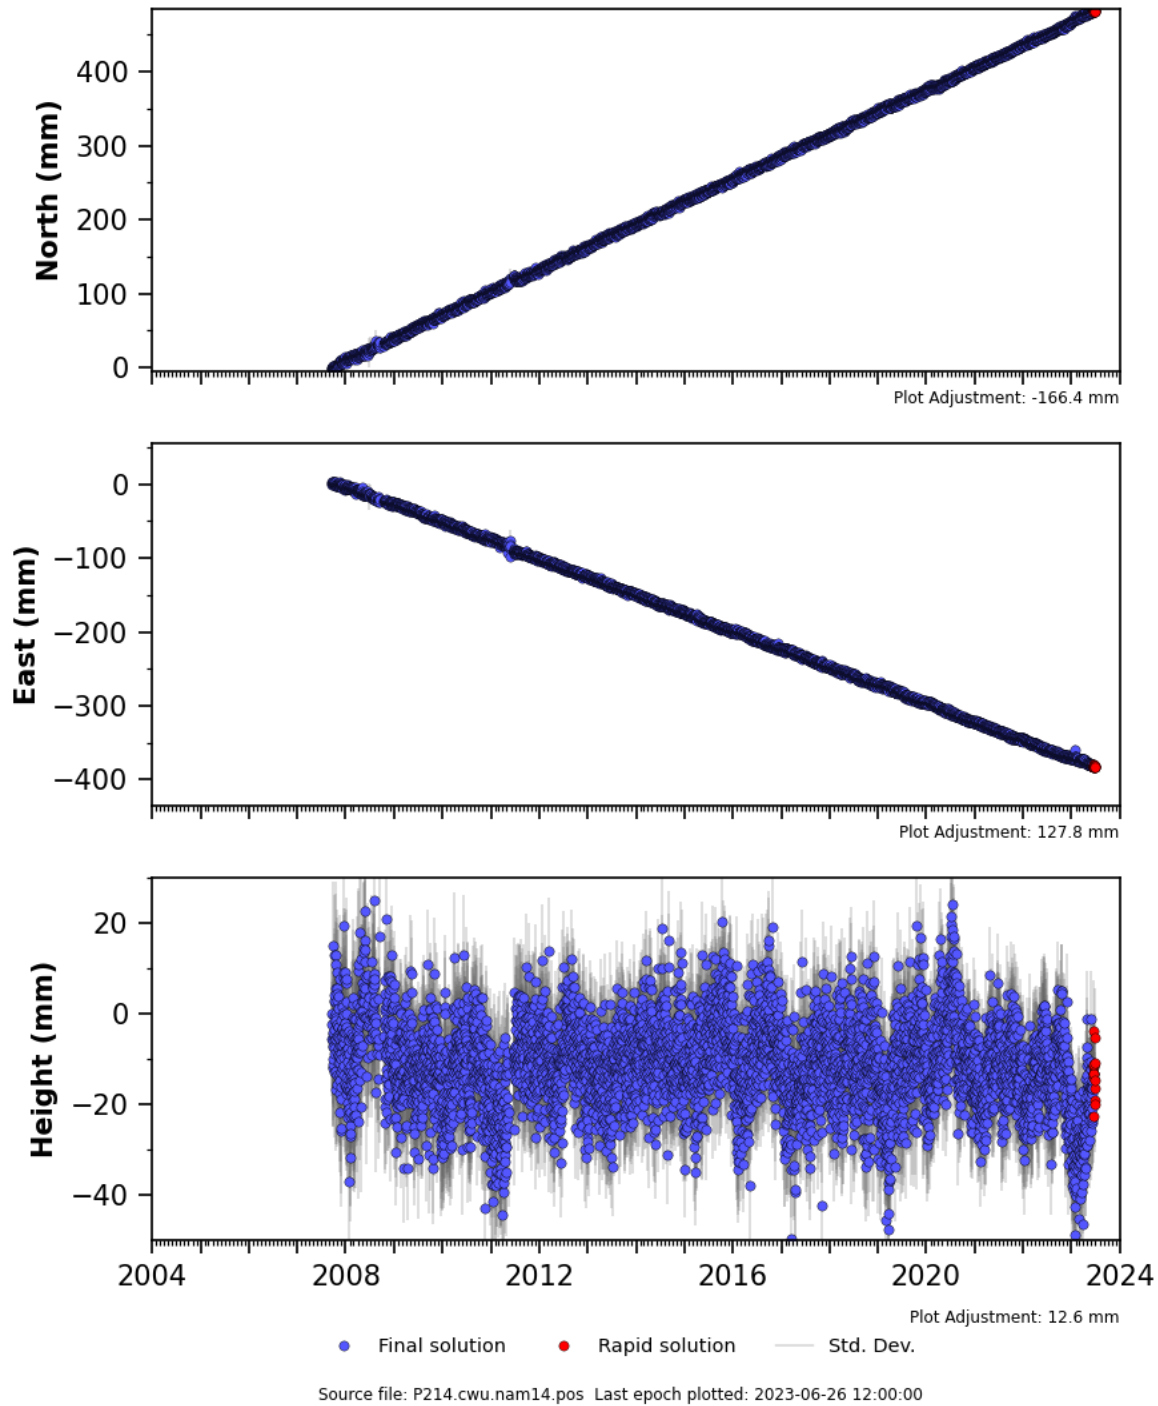 North (mm)
400
300
200
100
0
Plot Adjustment: -166.4 mm
East (mm)
0
−100
−200
−300
−400
Plot Adjustment: 127.8 mm
Height (mm)
20
0
−20
−40
2004 2008 2012 2016 2020 2024
Plot Adjustment: 12.6 mm
Final solution Rapid solution Std. Dev.
Source file: P214.cwu.nam14.pos Last epoch plotted: 2023-06-26 12:00:00